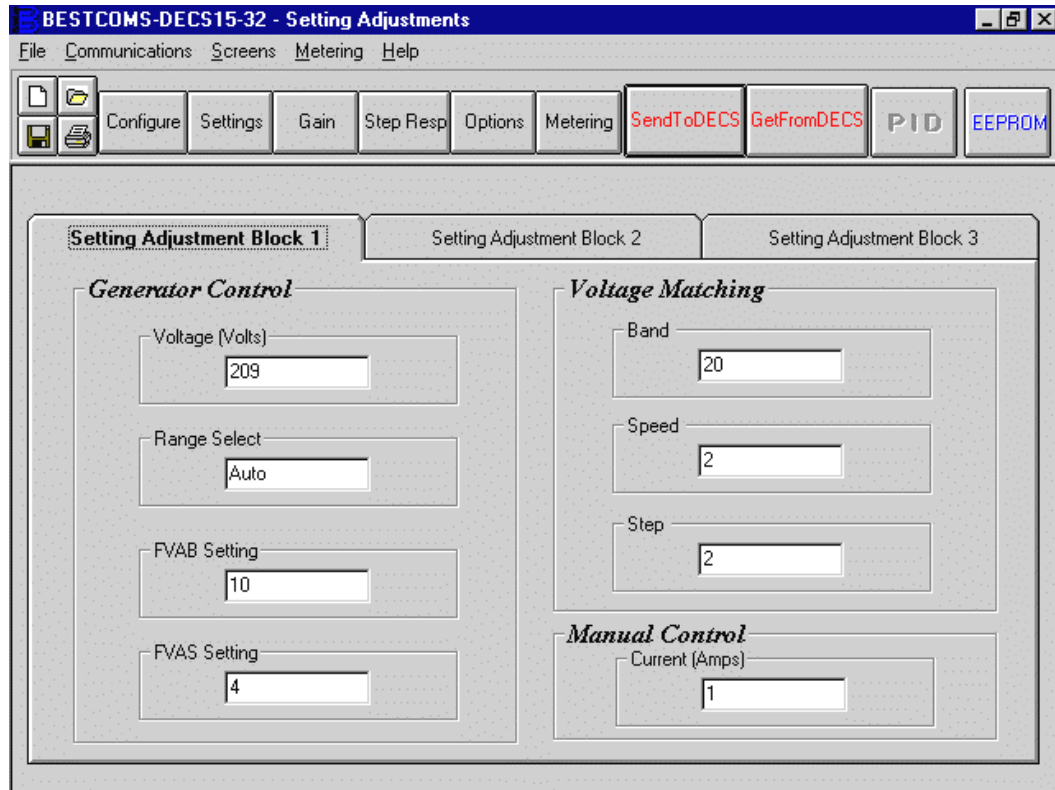 BESTCOMS-DECS15-32 - Setting Adjustments
File Communications Screens Metering Help
Configure Settings Gain Step Resp Options Metering SendToDECS GetFromDECS PID EEPROM
Setting Adjustment Block 1 Setting Adjustment Block 2 Setting Adjustment Block 3
Generator Control
Voltage (Volts)
209
Range Select
Auto
FVAB Setting
10
FVAS Setting
4
Voltage Matching
Band
20
Speed
2
Step
2
Manual Control
Current (Amps)
1